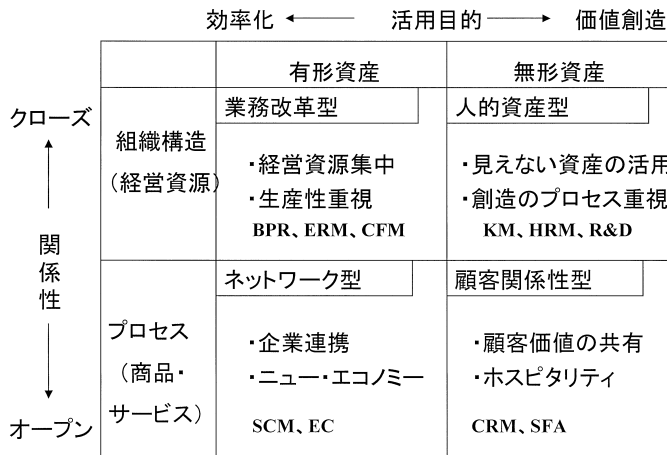 効率化 ← 活用目的 → 価値創造
有形資産
無形資産
クローズ
↑
関係性
↓
オープン
組織構造
(経営資源)
業務改革型
・経営資源集中
・生産性重視
BPR、ERM、CFM
人的資産型
・見えない資産の活用
・創造のプロセス重視
KM、HRM、R&D
プロセス
(商品・
サービス)
ネットワーク型
・企業連携
・ニュー・エコノミー
SCM、EC
顧客関係性型
・顧客価値の共有
・ホスピタリティ
CRM、SFA